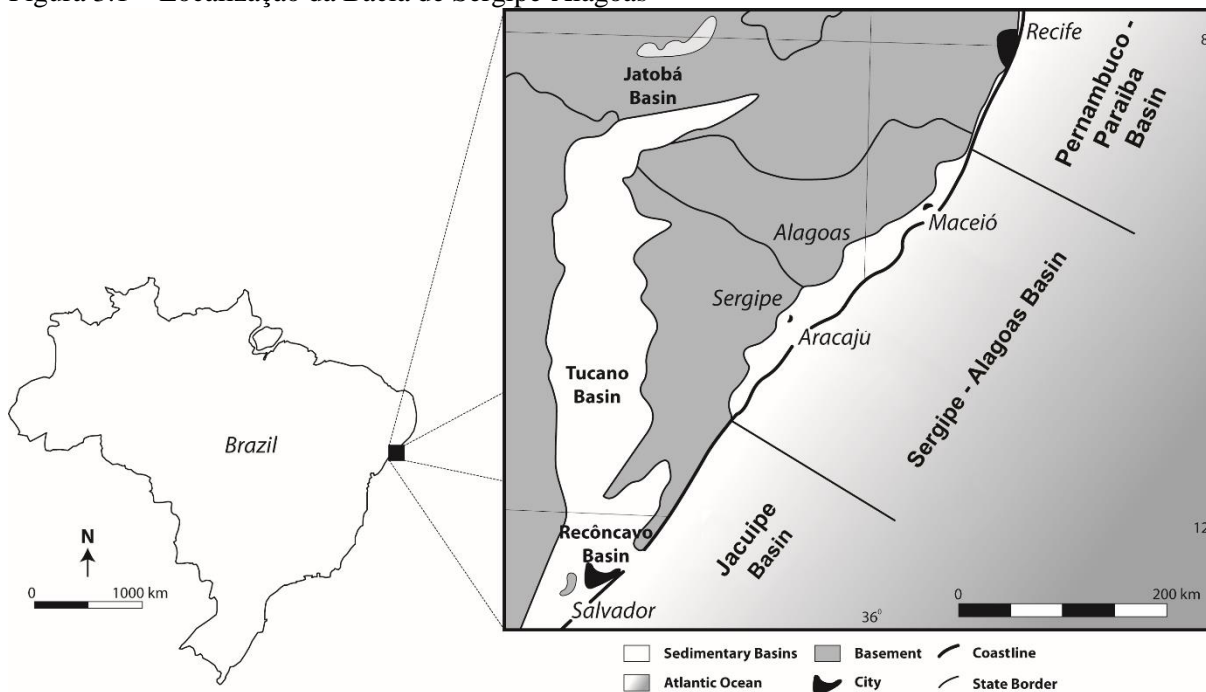 Figura 3.1 – Localização da Bacia de Sergipe-Alagoas
Recife
8
Jatobá
Basin
Pernambuco -
Paraiba
Basin
Alagoas
Maceió
Sergipe
Aracajú
Sergipe - Alagoas Basin
Tucano
Basin
Brazil
N
0 1000 km
12
Recôncavo
Basin
Jacuipe
Basin
Salvador
36°
0 200 km
Sedimentary Basins
Basement
Coastline
Atlantic Ocean
City
State Border